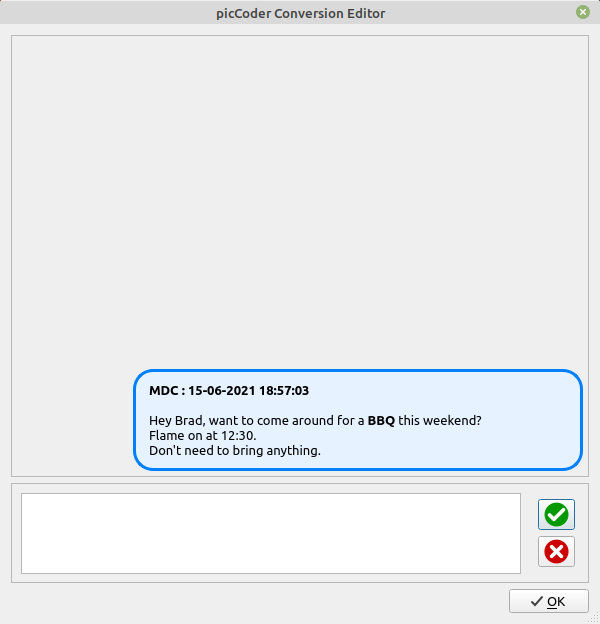 picCoder Conversion Editor
MDC : 15-06-2021 18:57:03
Hey Brad, want to come around for a BBQ this weekend?
Flame on at 12:30.
Don't need to bring anything.
OK